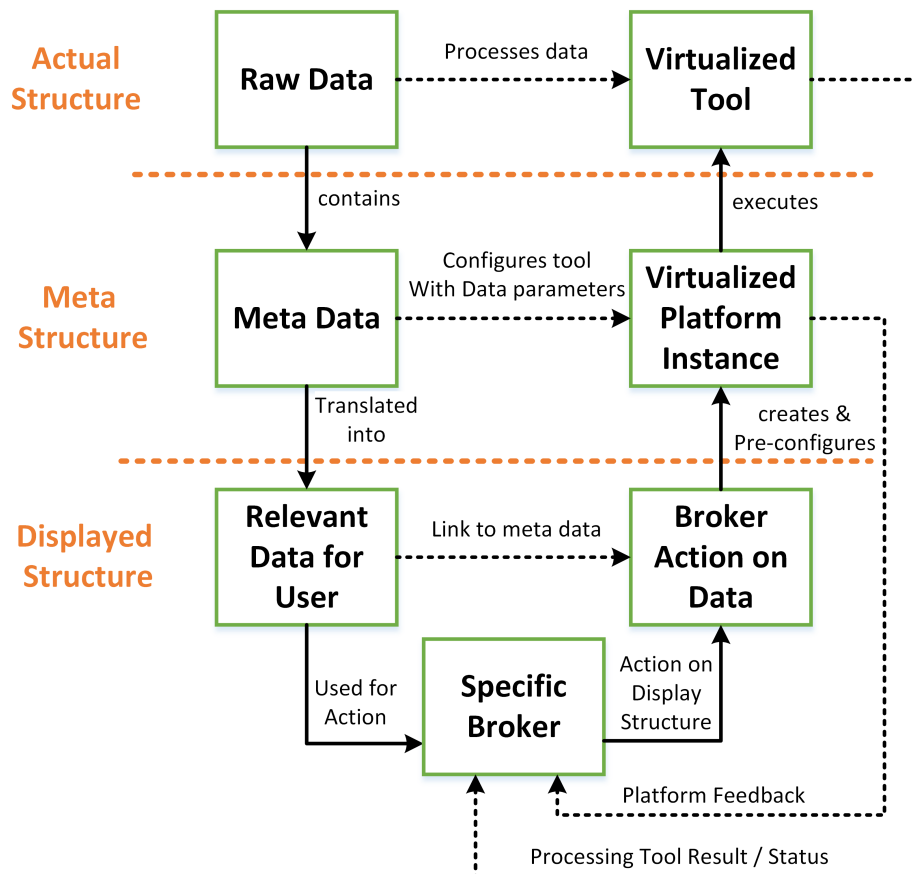 Actual
Structure
Raw Data
Processes data
Virtualized
Tool
contains
executes
Meta
Structure
Meta Data
Configures tool
With Data parameters
Virtualized
Platform
Instance
Translated
into
creates &
Pre-configures
Displayed
Structure
Relevant
Data for
User
Link to meta data
Broker
Action on
Data
Used for
Action
Specific
Broker
Action on
Display
Structure
Platform Feedback
Processing Tool Result / Status